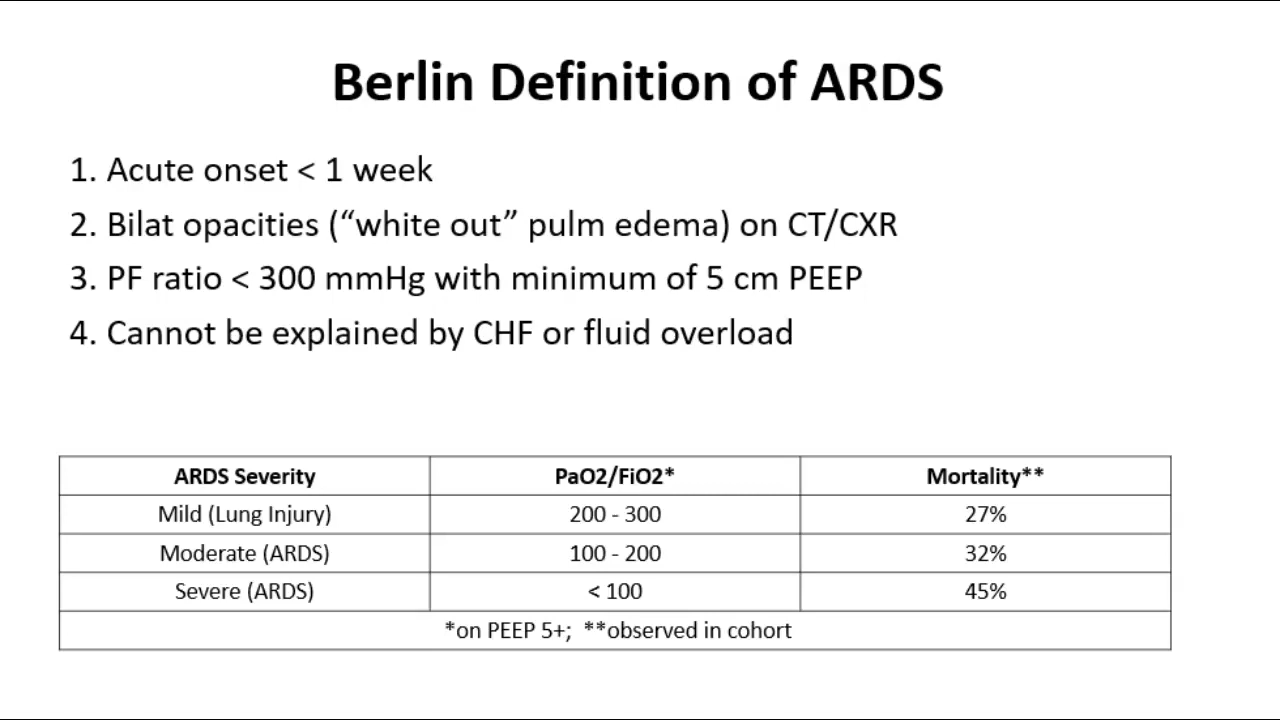 Berlin Definition of ARDS
1. Acute onset < 1 week
2. Bilat opacities (“white out” pulm edema) on CT/CXR
3. PF ratio < 300 mmHg with minimum of 5 cm PEEP
4. Cannot be explained by CHF or fluid overload
ARDS Severity PaO2/FiO2* Mortality**
Mild (Lung Injury) 200 - 300 27%
Moderate (ARDS) 100 - 200 32%
Severe (ARDS) < 100 45%
*on PEEP 5+; **observed in cohort